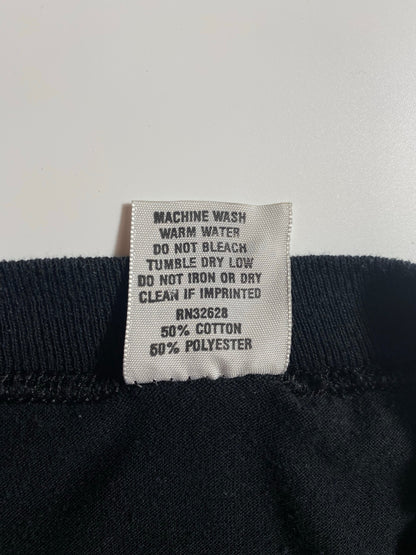 MACHINE WASH
WARM WATER
DO NOT BLEACH
TUMBLE DRY LOW
DO NOT IRON OR DRY
CLEAN IF IMPRINTED
RN32628
50% COTTON
50% POLYESTER